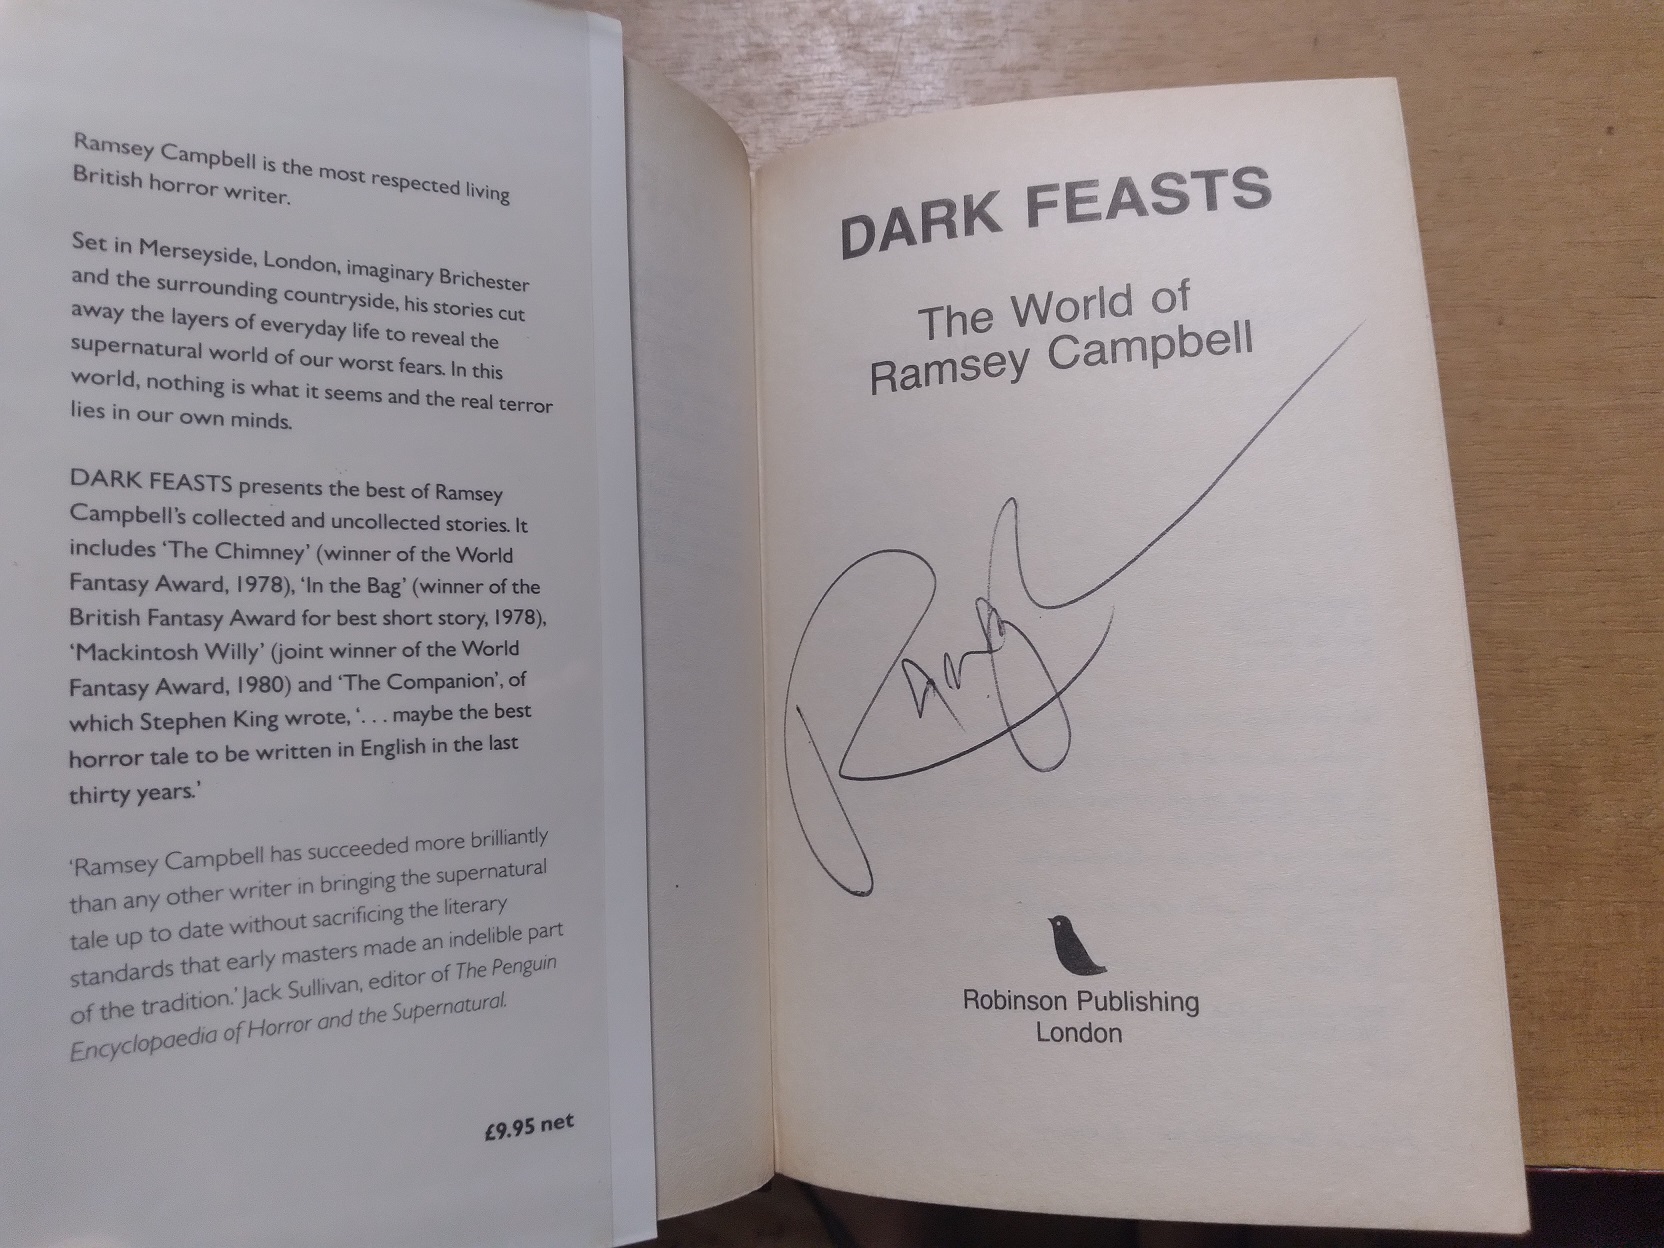 Ramsey Campbell is the most respected living
British horror writer.
Set in Merseyside, London, imaginary Brichester
and the surrounding countryside, his stories cut
away the layers of everyday life to reveal the
supernatural world of our worst fears. In this
world, nothing is what it seems and the real terror
lies in our own minds.
DARK FEASTS presents the best of Ramsey
Campbell's collected and uncollected stories. It
includes ‘The Chimney’ (winner of the World
Fantasy Award, 1978), ‘In the Bag’ (winner of the
British Fantasy Award for best short story, 1978),
‘Mackintosh Willy’ (joint winner of the World
Fantasy Award, 1980) and ‘The Companion’, of
which Stephen King wrote, ‘. . . maybe the best
horror tale to be written in English in the last
thirty years.’
‘Ramsey Campbell has succeeded more brilliantly
than any other writer in bringing the supernatural
tale up to date without sacrificing the literary
standards that early masters made an indelible part
of the tradition.’ Jack Sullivan, editor of The Penguin
Encyclopaedia of Horror and the Supernatural.
£9.95 net
DARK FEASTS
The World of
Ramsey Campbell
Robinson Publishing
London